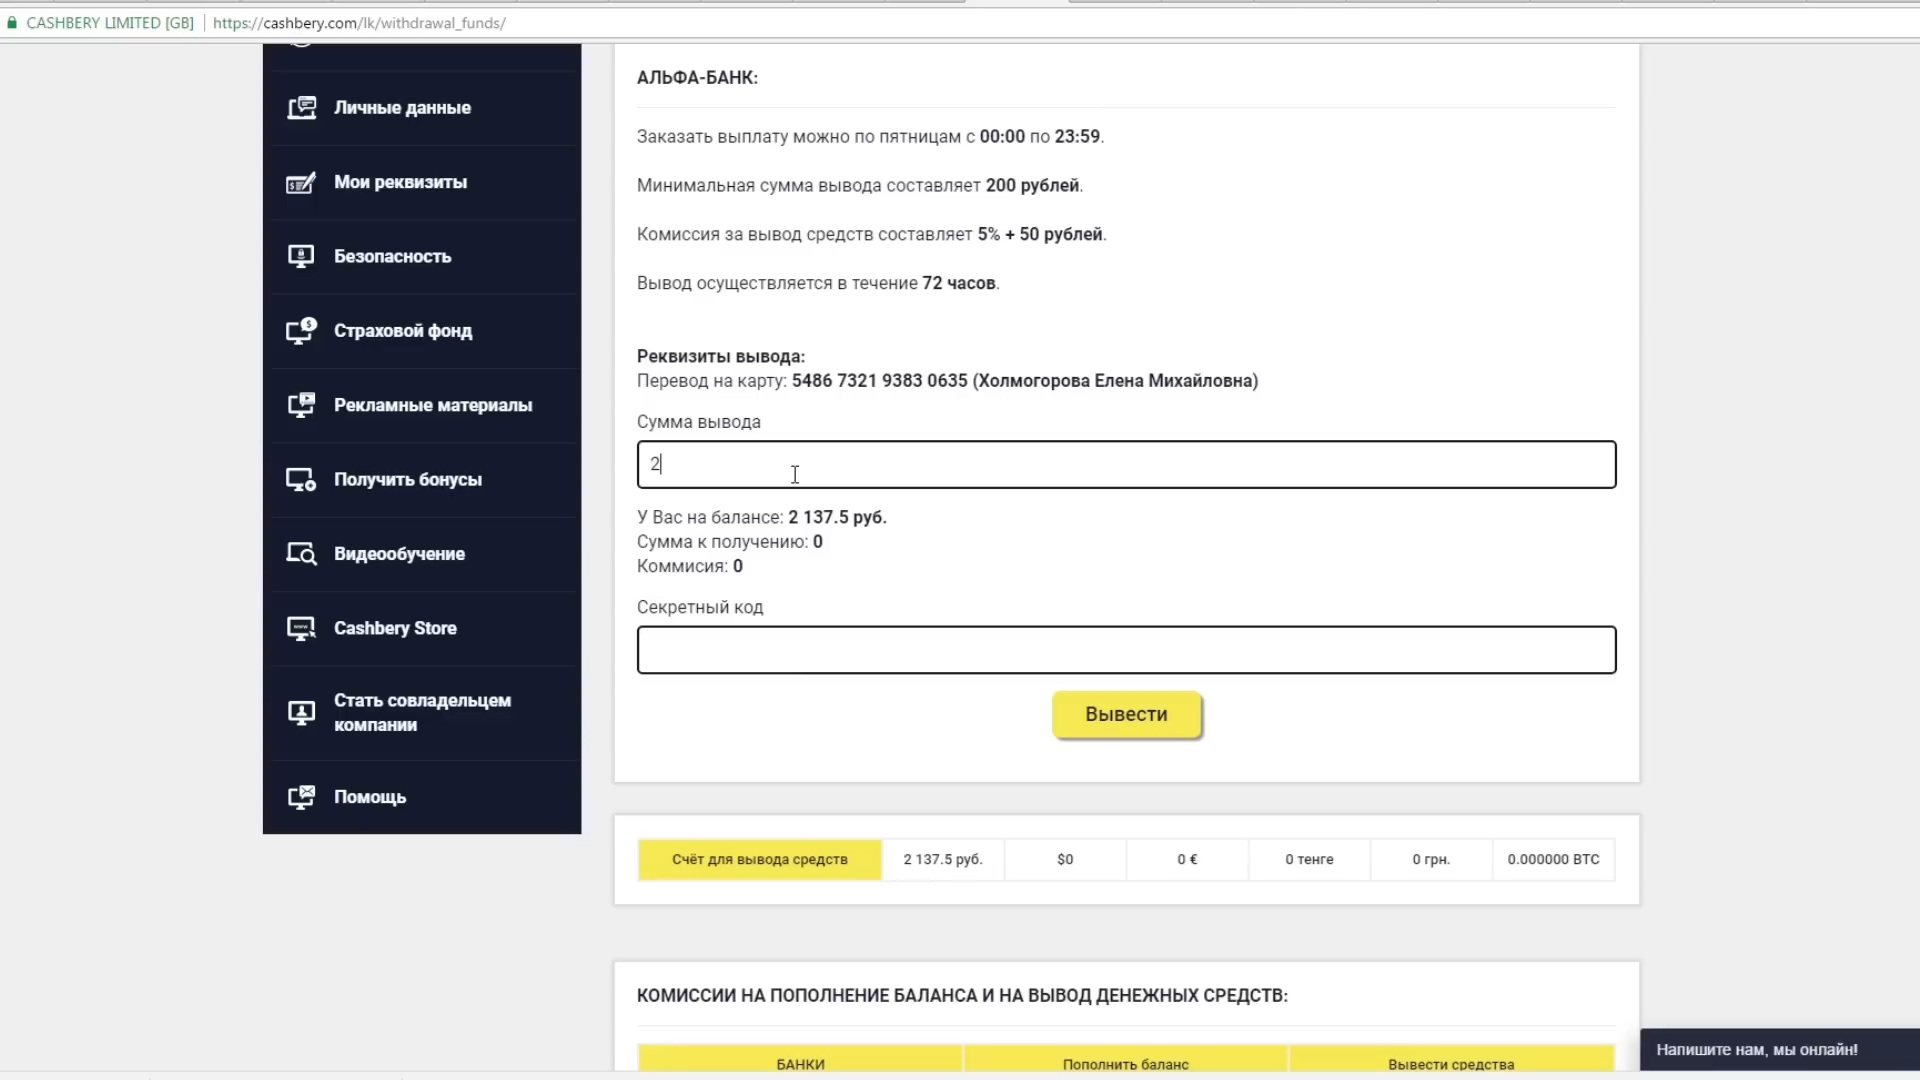 CASHBERY LIMITED [GB] https://cashbery.com/lk/withdrawal_funds/
Личные данные
Мои реквизиты
Безопасность
Страховой фонд
Рекламные материалы
Получить бонусы
Видеообучение
Cashbery Store
Стать совладельцем
компании
Помощь
АЛЬФА-БАНК:
Заказать выплату можно по пятницам с 00:00 по 23:59.
Минимальная сумма вывода составляет 200 рублей.
Комиссия за вывод средств составляет 5% + 50 рублей.
Вывод осуществляется в течение 72 часов.
Реквизиты вывода:
Перевод на карту: 5486 7321 9383 0635 (Холмогорова Елена Михайловна)
Сумма вывода
2
У Вас на балансе: 2 137.5 руб.
Сумма к получению: 0
Коммисия: 0
Секретный код
Вывести
Счёт для вывода средств 2 137.5 руб. $0 0 € 0 тенге 0 грн. 0.000000 BTC
КОМИССИИ НА ПОПОЛНЕНИЕ БАЛАНСА И НА ВЫВОД ДЕНЕЖНЫХ СРЕДСТВ:
БАНКИ Пополнить баланс Вывести средства
Напишите нам, мы онлайн!